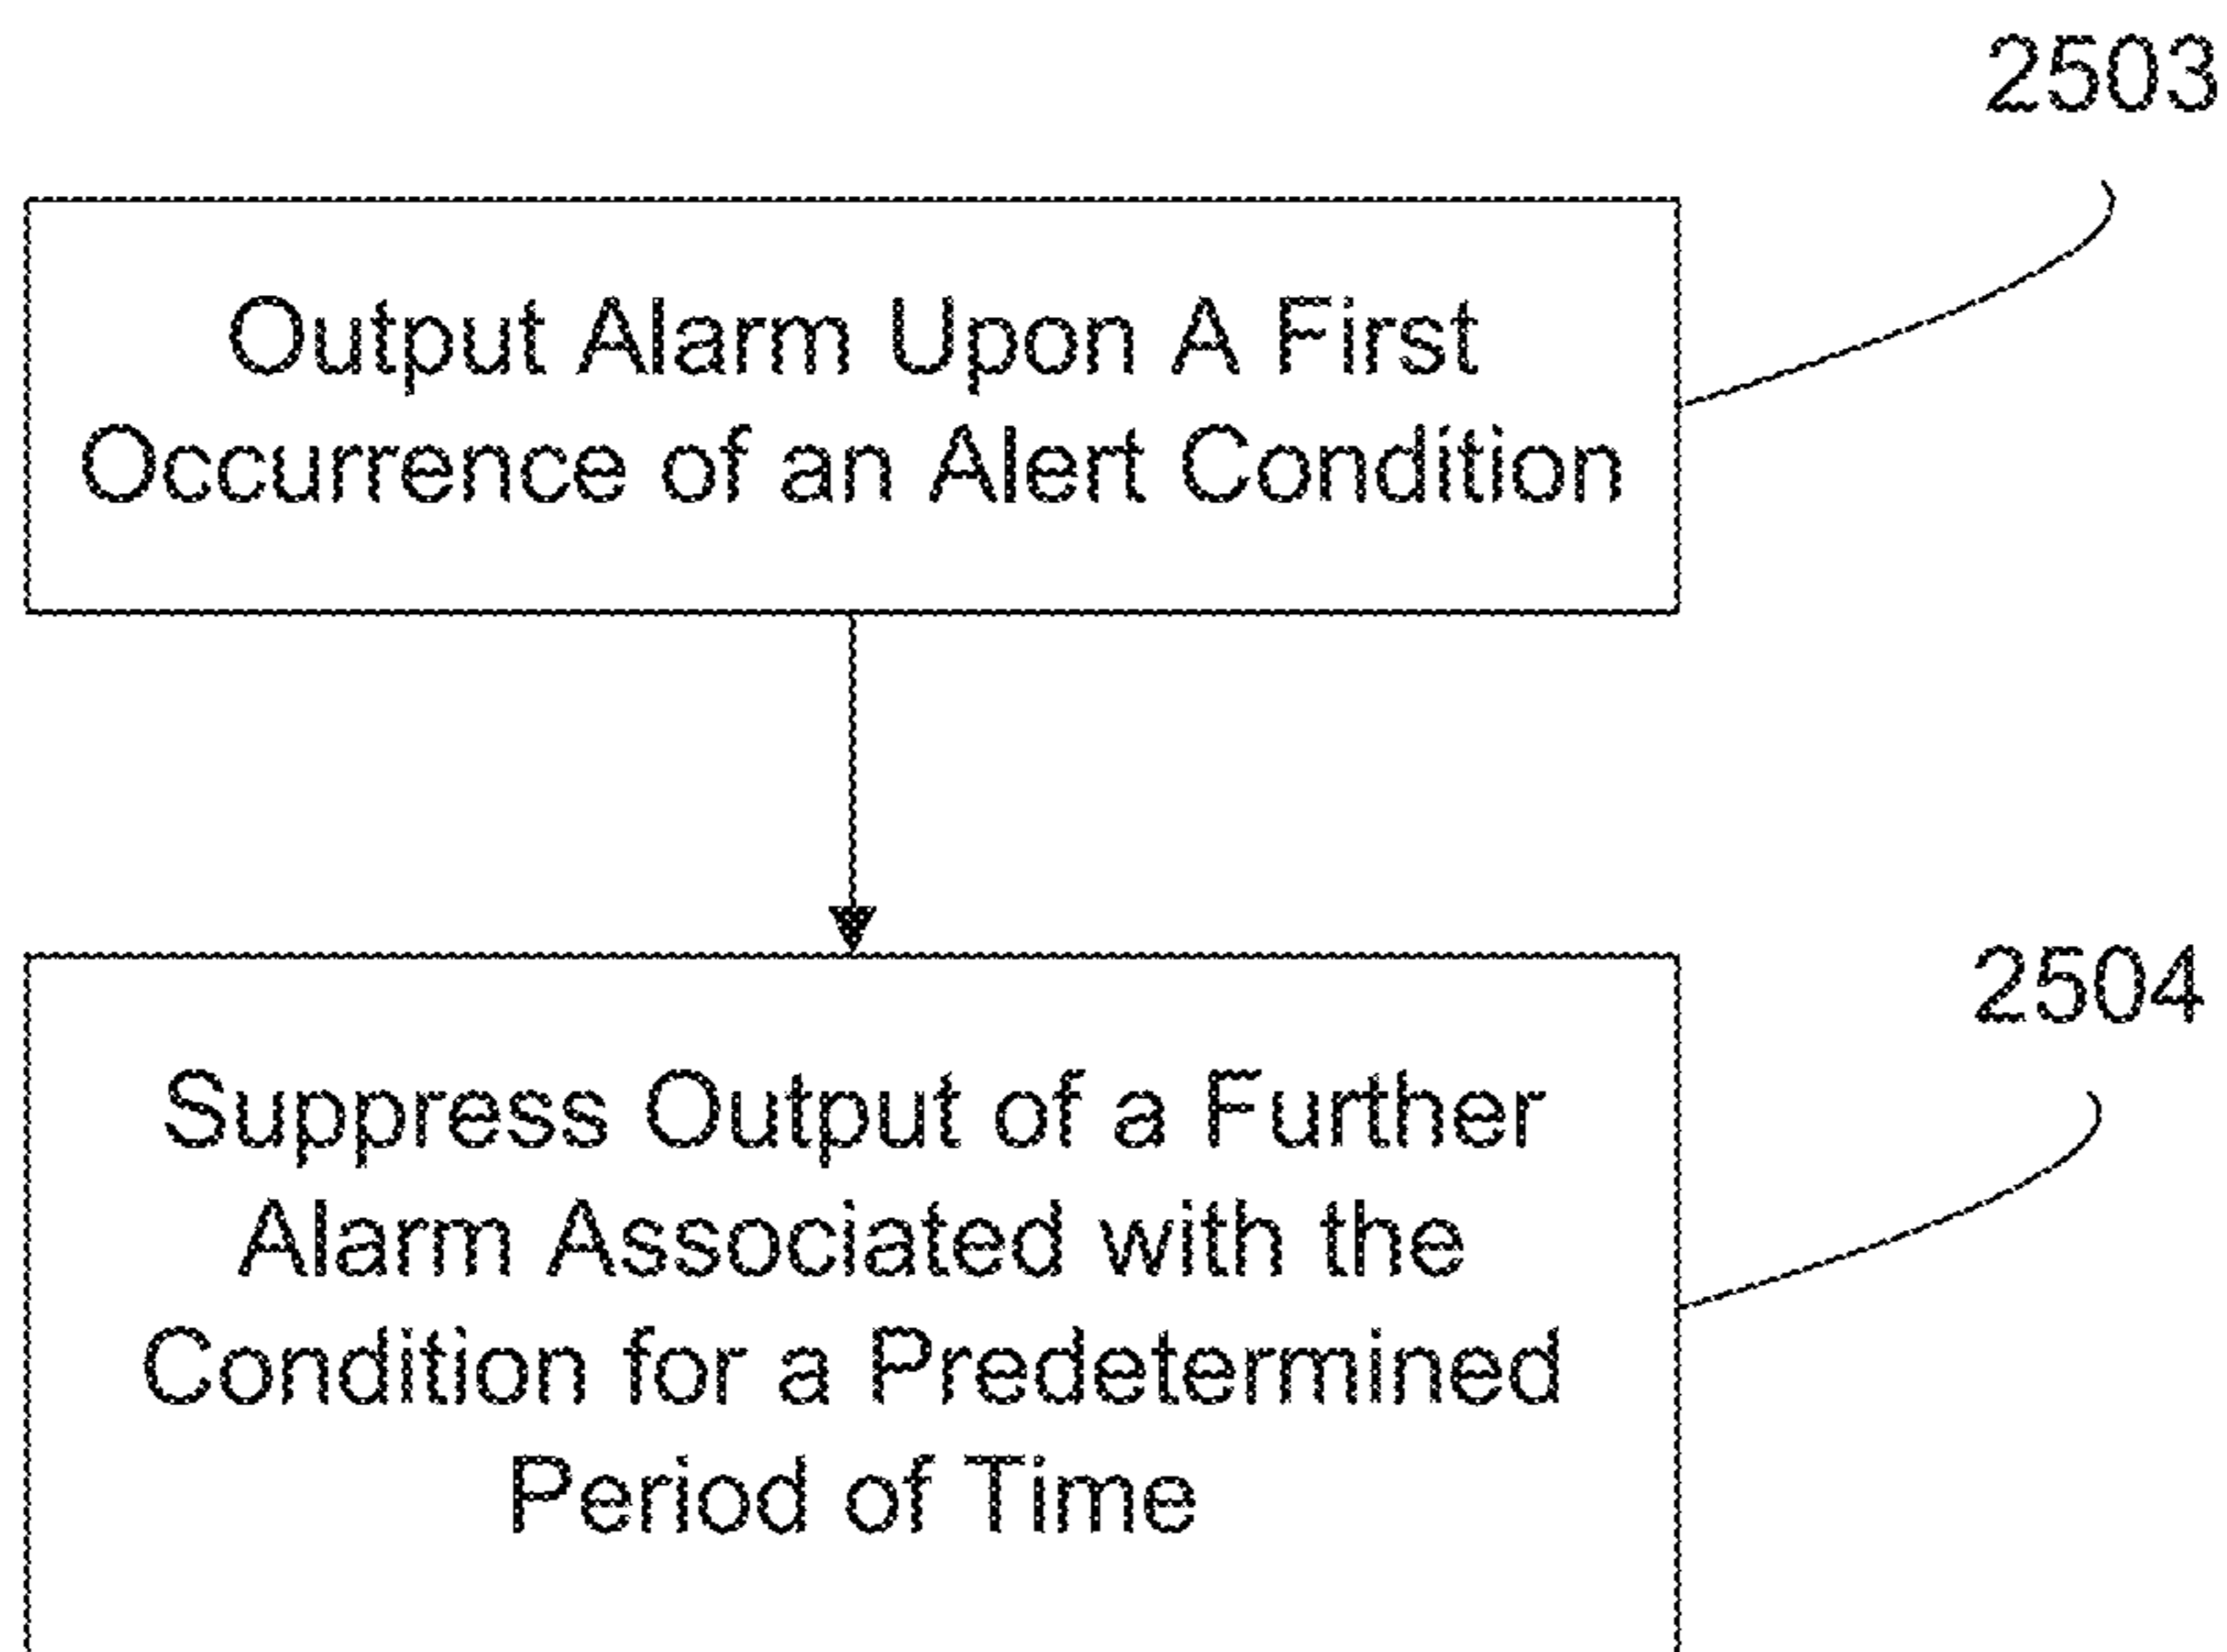 2503
Output Alarm Upon A First
Occurrence of an Alert Condition
2504
Suppress Output of a Further
Alarm Associated with the
Condition for a Predetermined
Period of Time